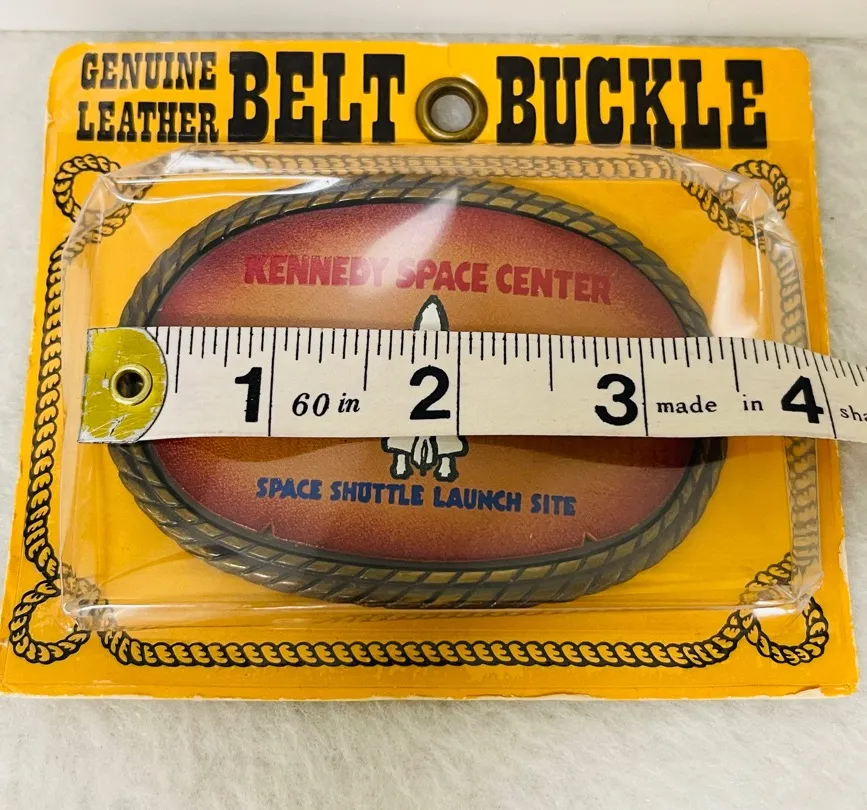 GENUINE
LEATHER
BELT BUCKLE
KENNEDY SPACE CENTER
1 60 in 2 3 made in 4
SPACE SHUTTLE LAUNCH SITE